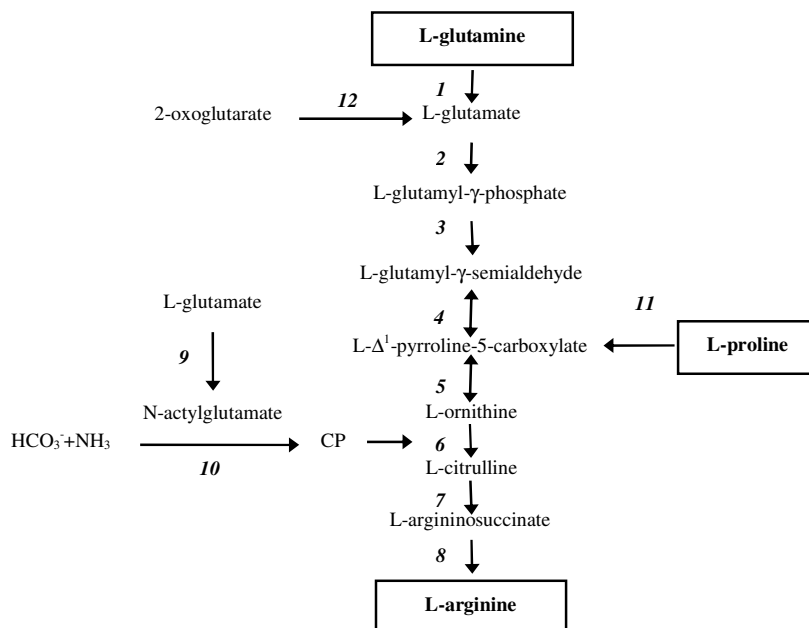 L-glutamine
1
12
2-oxoglutarate
L-glutamate
2
L-glutamyl-γ-phosphate
3
L-glutamyl-γ-semialdehyde
L-glutamate
11
4
L-Δ¹-pyrroline-5-carboxylate
L-proline
9
5
N-actylglutamate
L-ornithine
HCO₃⁻+NH₃
CP
6
10
L-citrulline
7
L-argininosuccinate
8
L-arginine